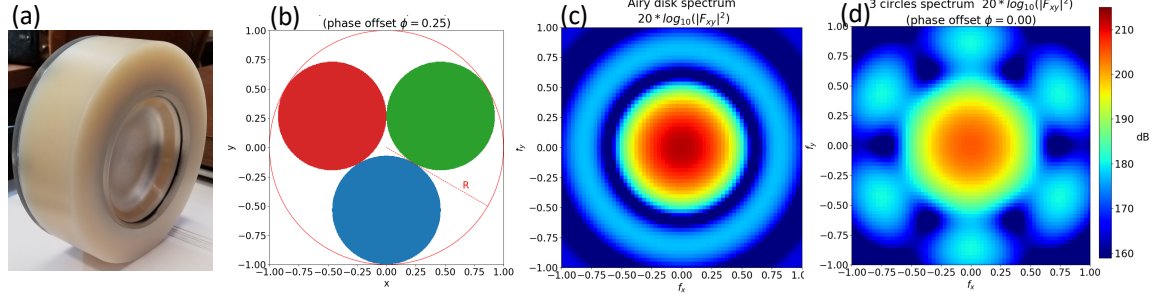 (a)
(b)
(phase offset ϕ = 0.25)
1.00
0.75
0.50
0.25
0.00
−0.25
−0.50
−0.75
−1.00
y
R
−1.00 −0.75 −0.50 −0.25 0.00 0.25 0.50 0.75 1.00
x
(c)
Airy disk spectrum
20 * log10(|Fxy|²)
1.00
0.75
0.50
0.25
0.00
−0.25
−0.50
−0.75
−1.00
fy
−1.00 −0.75 −0.50 −0.25 0.00 0.25 0.50 0.75 1.00
fx
(d)
3 circles spectrum 20 * log10(|Fxy|²)
(phase offset ϕ = 0.00)
1.00
0.75
0.50
0.25
0.00
−0.25
−0.50
−0.75
−1.00
fy
−1.00 −0.75 −0.50 −0.25 0.00 0.25 0.50 0.75 1.00
fx
210
200
190
180
170
160
dB